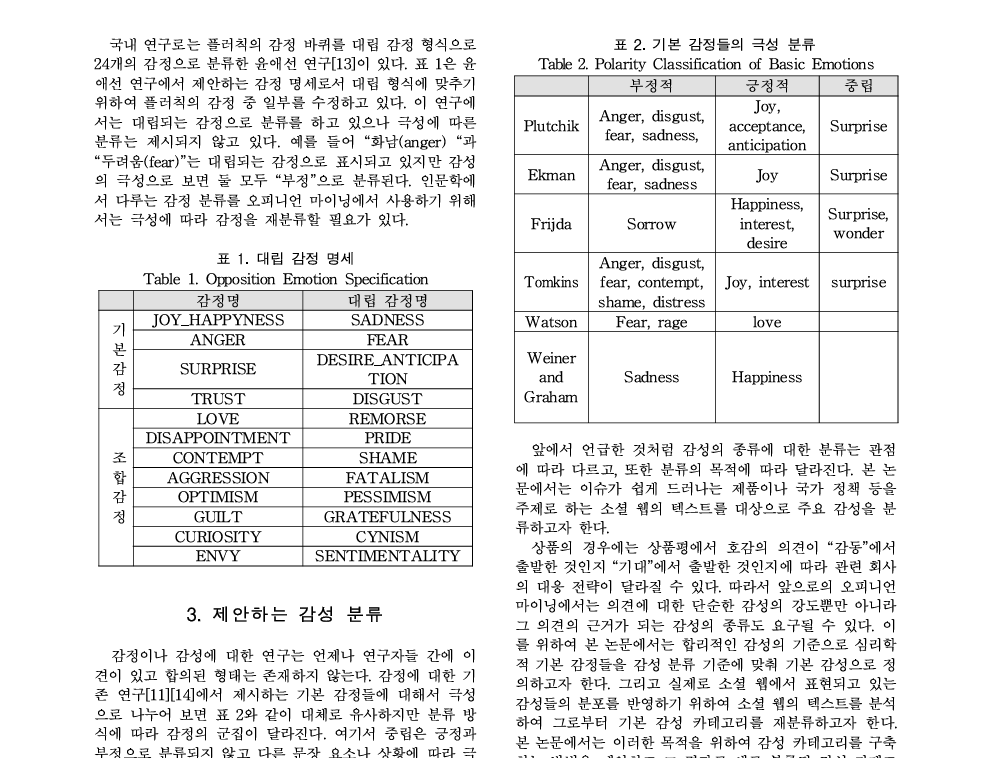 국내 연구로는 플러칙의 감정 바퀴를 대립 감정 형식으로
24개의 감정으로 분류한 윤애선 연구[13]이 있다. 표 1은 윤
애선 연구에서 제안하는 감정 명세로서 대립 형식에 맞추기
위하여 플러칙의 감정 중 일부를 수정하고 있다. 이 연구에
서는 대립되는 감정으로 분류를 하고 있으나 극성에 따른
분류는 제시되지 않고 있다. 예를 들어 “화남(anger) “과
“두려움(fear)”는 대립되는 감정으로 표시되고 있지만 감성
의 극성으로 보면 둘 모두 “부정”으로 분류된다. 인문학에
서 다루는 감정 분류를 오피니언 마이닝에서 사용하기 위해
서는 극성에 따라 감정을 재분류할 필요가 있다.
표 1. 대립 감정 명세
Table 1. Opposition Emotion Specification
감정명 대립 감정명
기본감정
JOY_HAPPYNESS SADNESS
ANGER FEAR
SURPRISE DESIRE_ANTICIPA
TION
TRUST DISGUST
조합감정
LOVE REMORSE
DISAPPOINTMENT PRIDE
CONTEMPT SHAME
AGGRESSION FATALISM
OPTIMISM PESSIMISM
GUILT GRATEFULNESS
CURIOSITY CYNISM
ENVY SENTIMENTALITY
3. 제안하는 감성 분류
감정이나 감성에 대한 연구는 언제나 연구자들 간에 이
견이 있고 합의된 형태는 존재하지 않는다. 감정에 대한 기
존 연구[11][14]에서 제시하는 기본 감정들에 대해서 극성
으로 나누어 보면 표 2와 같이 대체로 유사하지만 분류 방
식에 따라 감정의 군집이 달라진다. 여기서 중립은 긍정과
부정으로 분류되지 않고 다른 문장 요소나 상황에 따라 극
표 2. 기본 감정들의 극성 분류
Table 2. Polarity Classification of Basic Emotions
부정적 긍정적 중립
Plutchik
Anger, disgust,
fear, sadness,
Joy,
acceptance,
anticipation
Surprise
Ekman
Anger, disgust,
fear, sadness
Joy
Surprise
Frijda
Sorrow
Happiness,
interest,
desire
Surprise,
wonder
Tomkins
Anger, disgust,
fear, contempt,
shame, distress
Joy, interest
surprise
Watson Fear, rage love
Weiner
and
Graham
Sadness
Happiness
앞에서 언급한 것처럼 감성의 종류에 대한 분류는 관점
에 따라 다르고, 또한 분류의 목적에 따라 달라진다. 본 논
문에서는 이슈가 쉽게 드러나는 제품이나 국가 정책 등을
주제로 하는 소셜 웹의 텍스트를 대상으로 주요 감성을 분
류하고자 한다.
상품의 경우에는 상품평에서 호감의 의견이 “감동”에서
출발한 것인지 “기대”에서 출발한 것인지에 따라 관련 회사
의 대응 전략이 달라질 수 있다. 따라서 앞으로의 오피니언
마이닝에서는 의견에 대한 단순한 감성의 강도뿐만 아니라
그 의견의 근거가 되는 감성의 종류도 요구될 수 있다. 이
를 위하여 본 논문에서는 합리적인 감성의 기준으로 심리학
적 기본 감정들을 감성 분류 기준에 맞춰 기본 감성으로 정
의하고자 한다. 그리고 실제로 소셜 웹에서 표현되고 있는
감성들의 분포를 반영하기 위하여 소셜 웹의 텍스트를 분석
하여 그로부터 기본 감성 카테고리를 재분류하고자 한다.
본 논문에서는 이러한 목적을 위하여 감성 카테고리를 구축